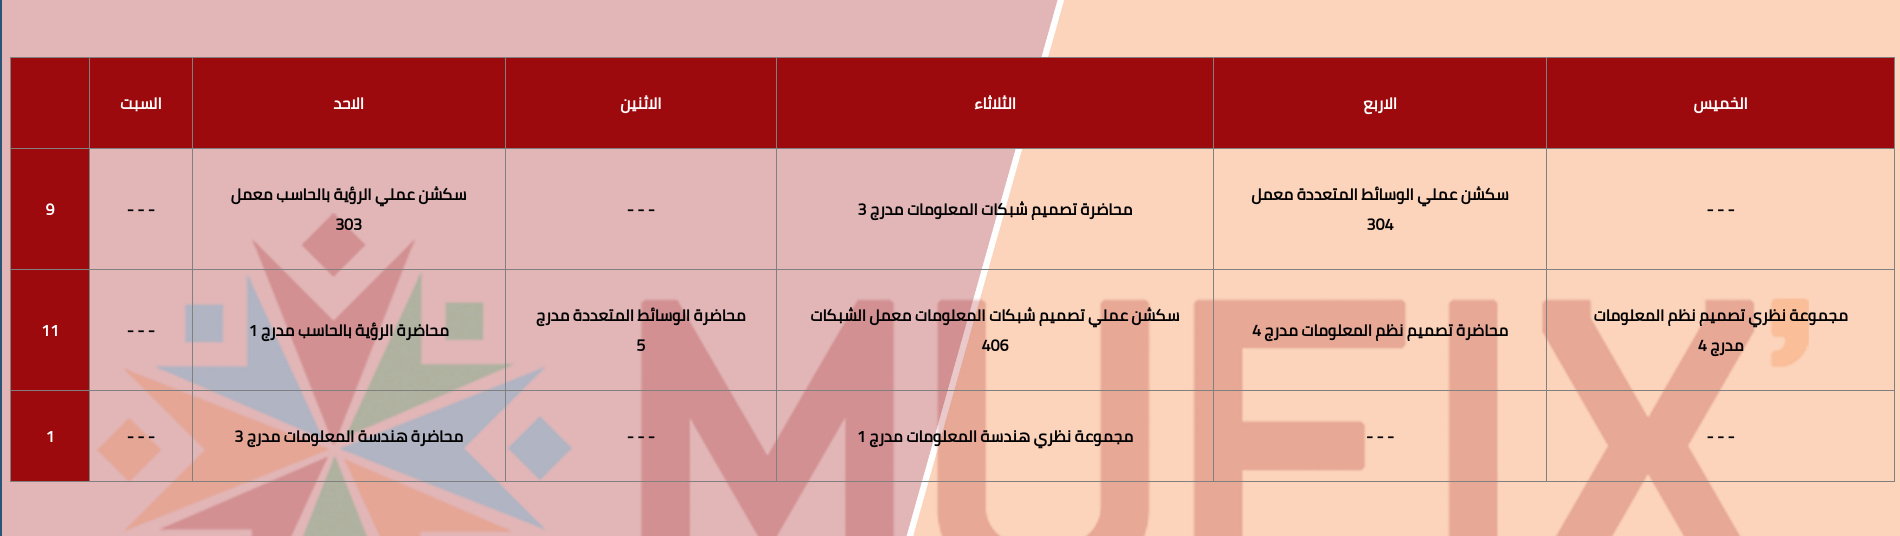 السبت
الاحد
الاثنين
الثلاثاء
الاربع
الخميس
9
- - -
سكشن عملي الرؤية بالحاسب معمل
303
- - -
محاضرة تصميم شبكات المعلومات مدرج 3
سكشن عملي الوسائط المتعددة معمل
304
- - -
11
- - -
محاضرة الرؤية بالحاسب مدرج 1
محاضرة الوسائط المتعددة مدرج
5
سكشن عملي تصميم شبكات المعلومات معمل الشبكات
406
محاضرة تصميم نظم المعلومات مدرج 4
مجموعة نظري تصميم نظم المعلومات
مدرج 4
1
- - -
محاضرة هندسة المعلومات مدرج 3
- - -
مجموعة نظري هندسة المعلومات مدرج 1
- - -
- - -
MUFIX’